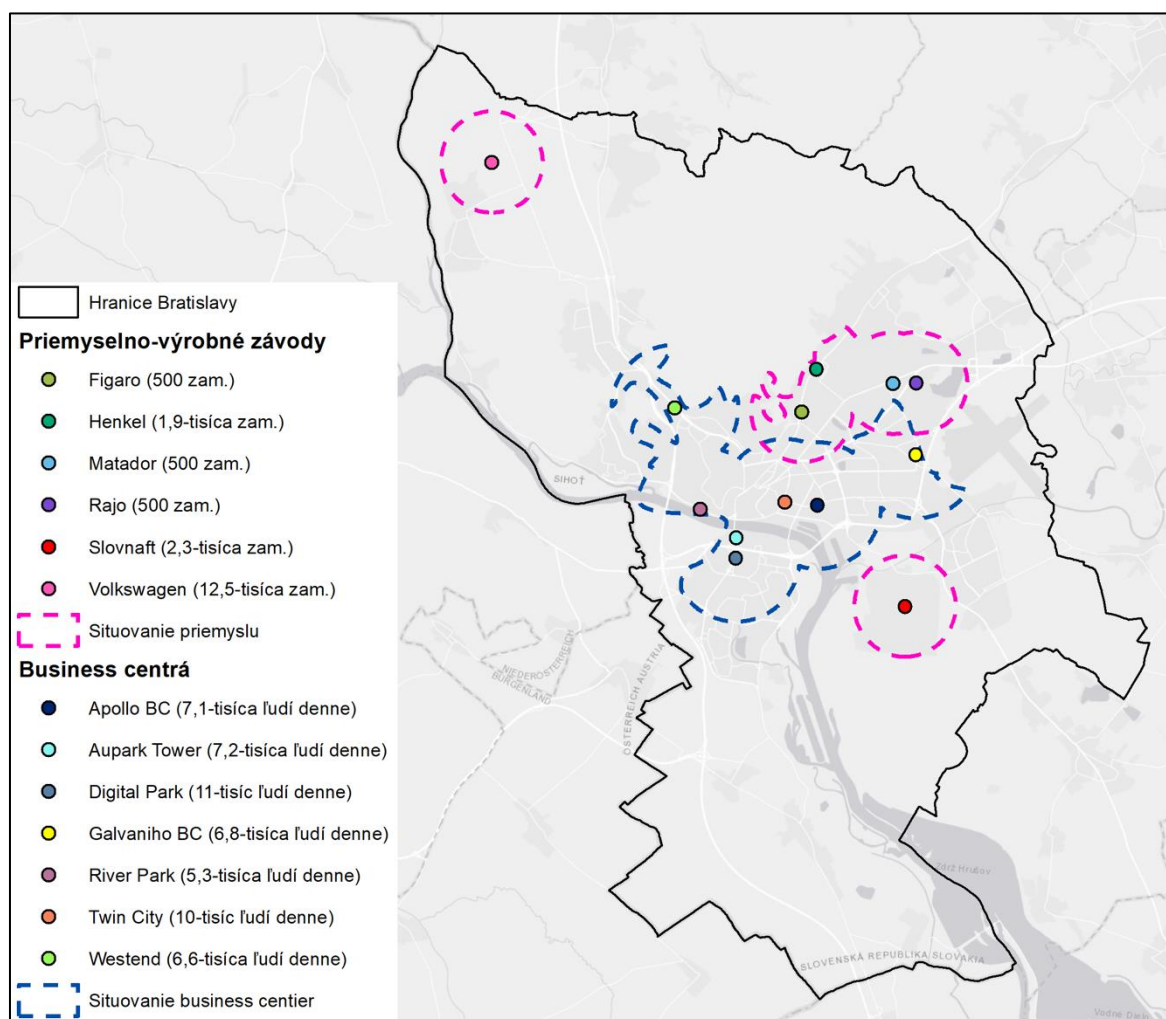 Hranice Bratislavy
Priemyselno-výrobné závody
Figaro (500 zam.)
Henkel (1,9-tisíca zam.)
Matador (500 zam.)
Rajo (500 zam.)
Slovnaft (2,3-tisíca zam.)
Volkswagen (12,5-tisíca zam.)
Situovanie priemyslu
Business centrá
Apollo BC (7,1-tisíca ľudí denne)
Aupark Tower (7,2-tisíca ľudí denne)
Digital Park (11-tisíc ľudí denne)
Galvaniho BC (6,8-tisíca ľudí denne)
River Park (5,3-tisíca ľudí denne)
Twin City (10-tisíc ľudí denne)
Westend (6,6-tisíca ľudí denne)
Situovanie business centier
SIHOŤ
NIEDERÖSTERREICH
BURGENLAND
ÖSTERREICH AUSTRIA
Hrušov
SLOVENSKÁ REPUBLIKA SLOVAKIA
Vodné